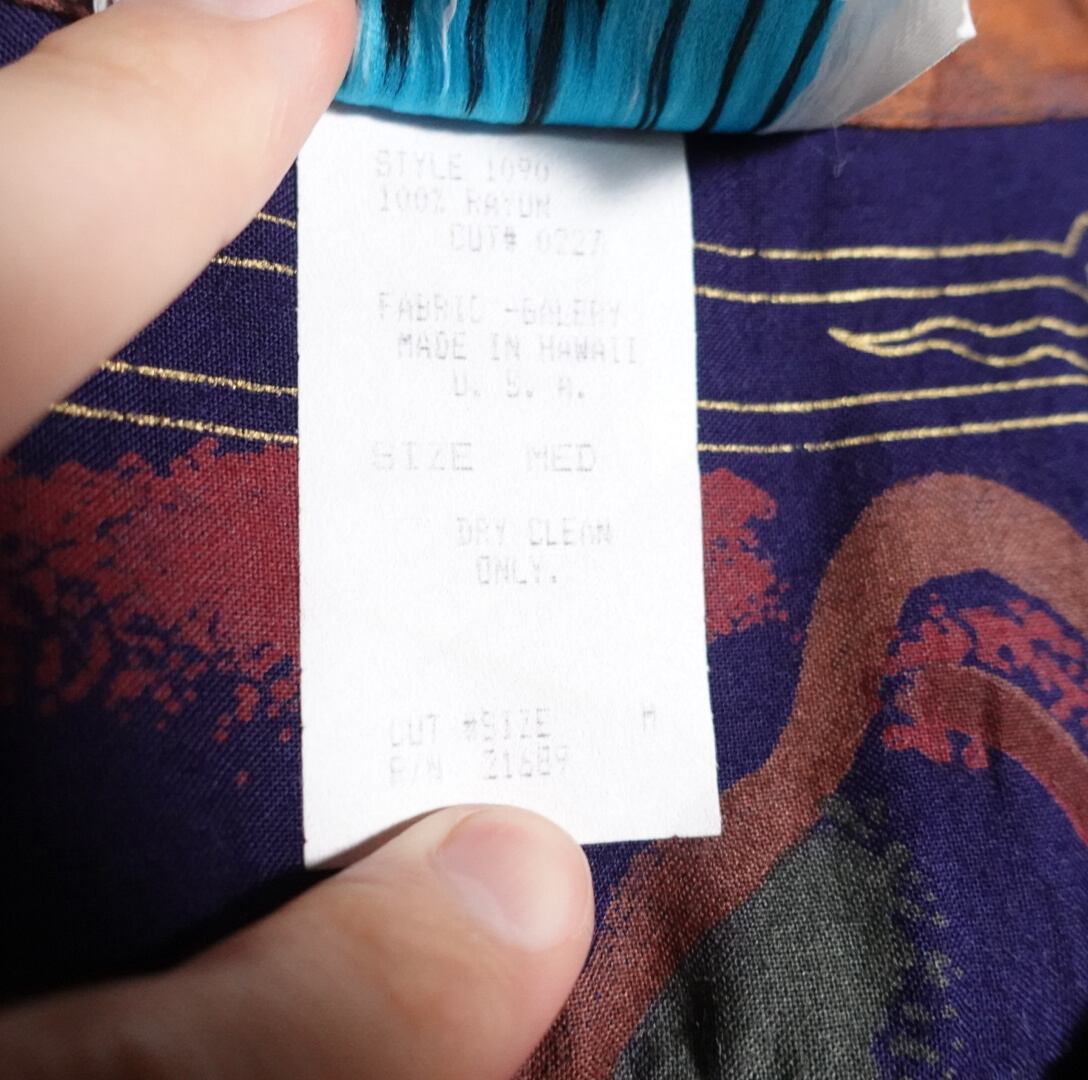 STYLE 1090
100% RAYON
CUT# 0227
FABRIC -GALERY
MADE IN HAWAII
U. S. A.
SIZE MED
DRY CLEAN
ONLY.
CUT #SIZE M
P/N 21689